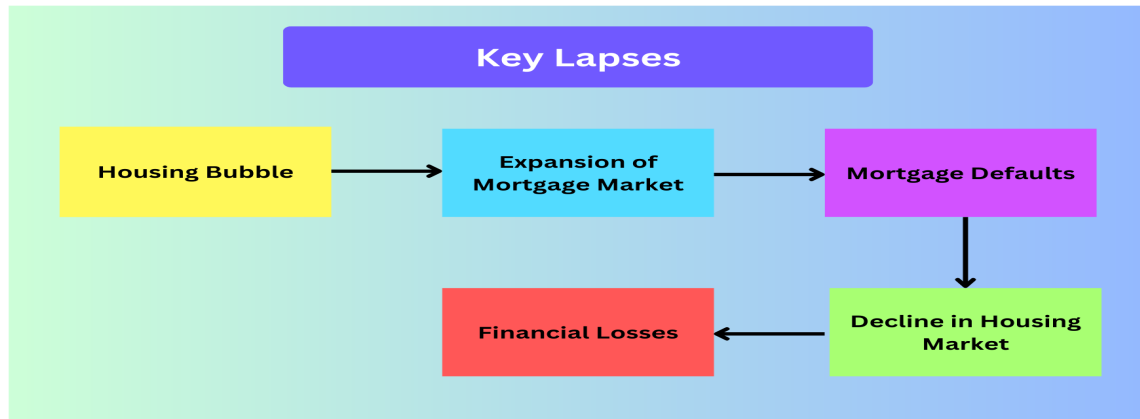 Key Lapses
Housing Bubble
Expansion of
Mortgage Market
Mortgage Defaults
Decline in Housing
Market
Financial Losses